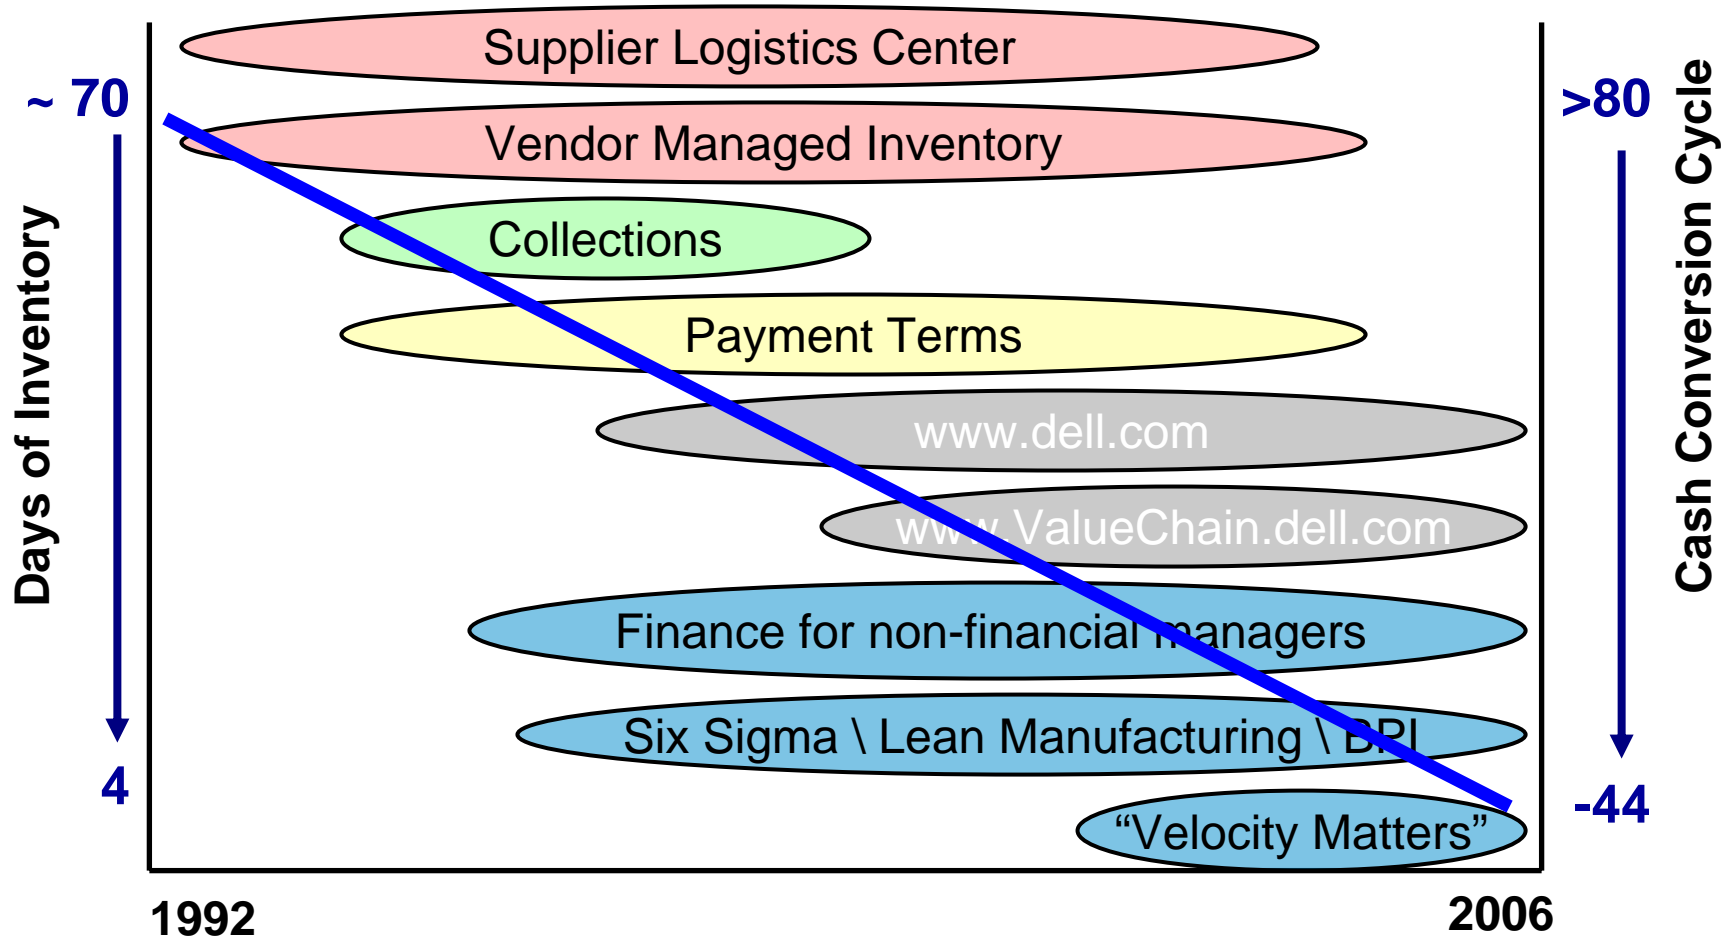 Supplier Logistics Center
~ 70
>80
Vendor Managed Inventory
Collections
Payment Terms
Days of Inventory
Cash Conversion Cycle
www.dell.com
www.ValueChain.dell.com
Finance for non-financial managers
Six Sigma \ Lean Manufacturing \ BPI
4
-44
“Velocity Matters”
1992
2006